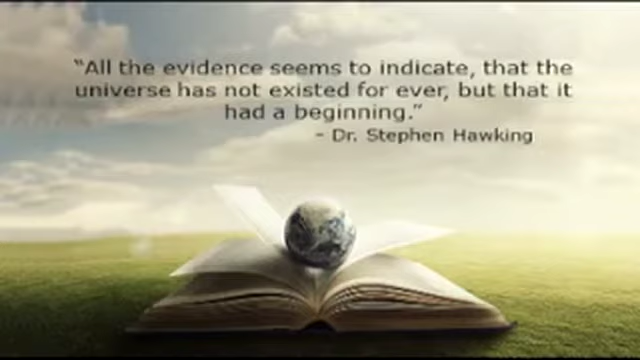 “All the evidence seems to indicate, that the
universe has not existed for ever, but that it
had a beginning.”
– Dr. Stephen Hawking